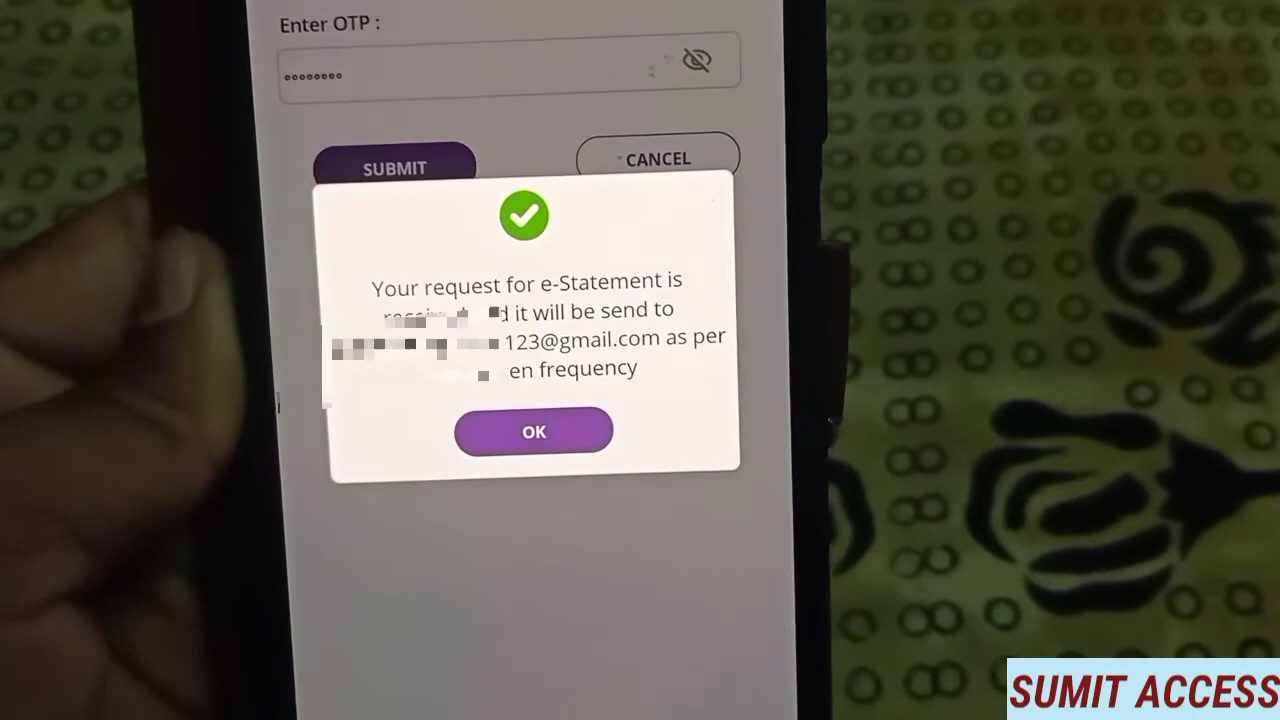 Enter OTP :
SUBMIT
CANCEL
Your request for e-Statement is
it will be send to
123@gmail.com as per
en frequency
OK
SUMIT ACCESS